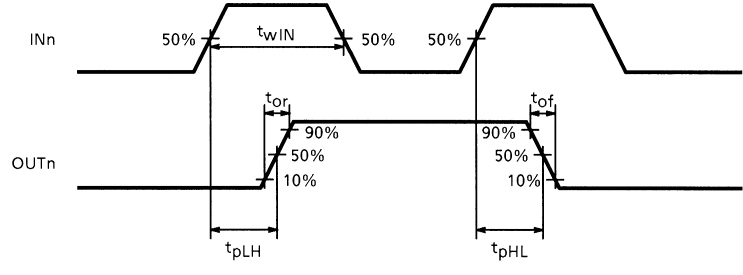 INn 50% twIN 50% 50%
tor tof
90% 90%
OUTn 50% 50%
10% 10%
tpLH tpHL